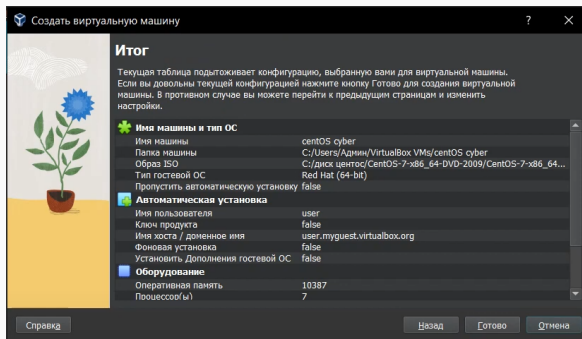 Создать виртуальную машину
?
Итог
Текущая таблица подытоживает конфигурацию, выбранную вами для виртуальной машины.
Если вы довольны текущей конфигурацией нажмите кнопку Готово для создания виртуальной
машины. В противном случае вы можете перейти к предыдущим страницам и изменить
настройки.
Имя машины и тип ОС
Имя машины centOS cyber
Папка машины C:/Users/Админ/VirtualBox VMs/centOS cyber
Образ ISO C:/диск центос/CentOS-7-x86_64-DVD-2009/CentOS-7-x86_64...
Тип гостевой ОС Red Hat (64-bit)
Пропустить автоматическую установку false
Автоматическая установка
Имя пользователя user
Ключ продукта false
Имя хоста / доменное имя user.myguest.virtualbox.org
Фоновая установка false
Установить Дополнения гостевой ОС false
Оборудование
Оперативная память 10387
Процессор(ы) 7
Справка Назад Готово Отмена